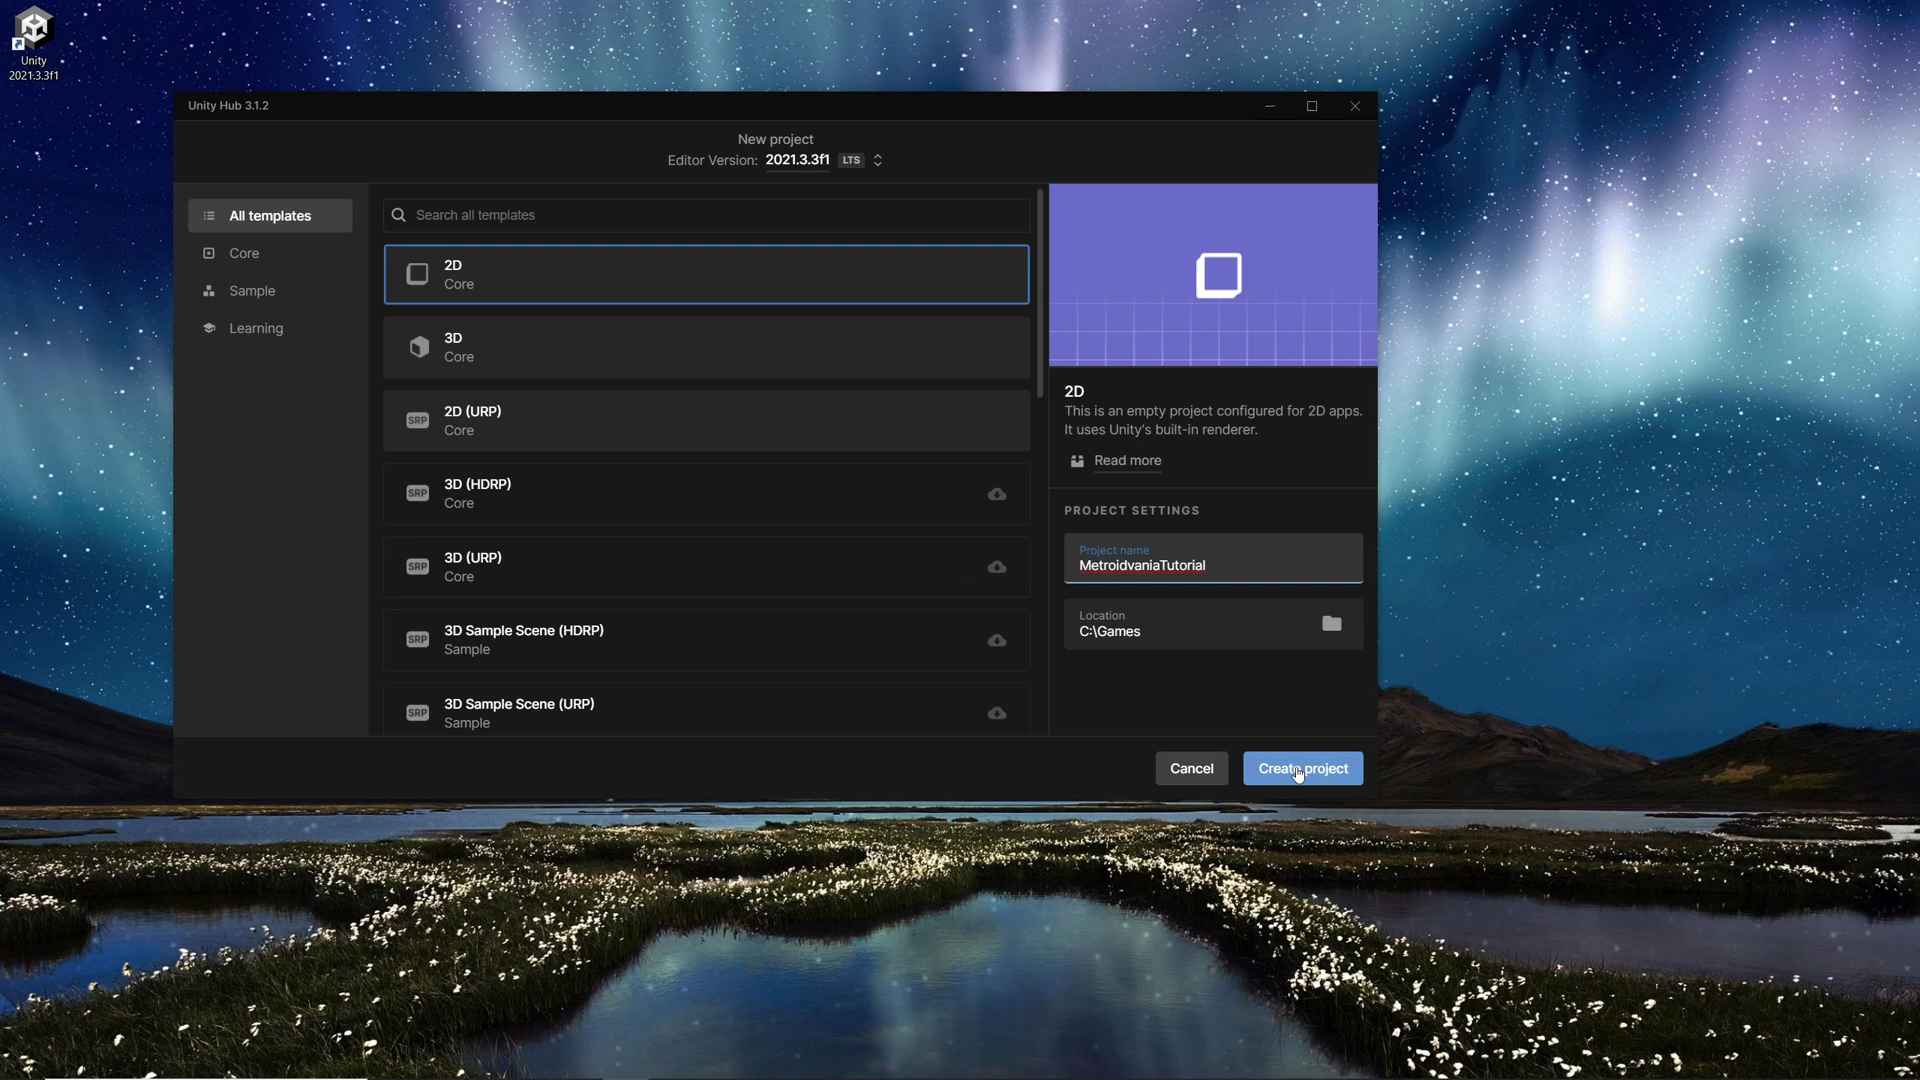 Unity
2021.3.3f1
Unity Hub 3.1.2
New project
Editor Version: 2021.3.3f1 LTS
All templates
Core
Sample
Learning
Search all templates
2D
Core
3D
Core
SRP 2D (URP)
Core
SRP 3D (HDRP)
Core
SRP 3D (URP)
Core
SRP 3D Sample Scene (HDRP)
Sample
SRP 3D Sample Scene (URP)
Sample
2D
This is an empty project configured for 2D apps.
It uses Unity's built-in renderer.
Read more
PROJECT SETTINGS
Project name
MetroidvaniaTutorial
Location
C:\Games
Cancel
Create project